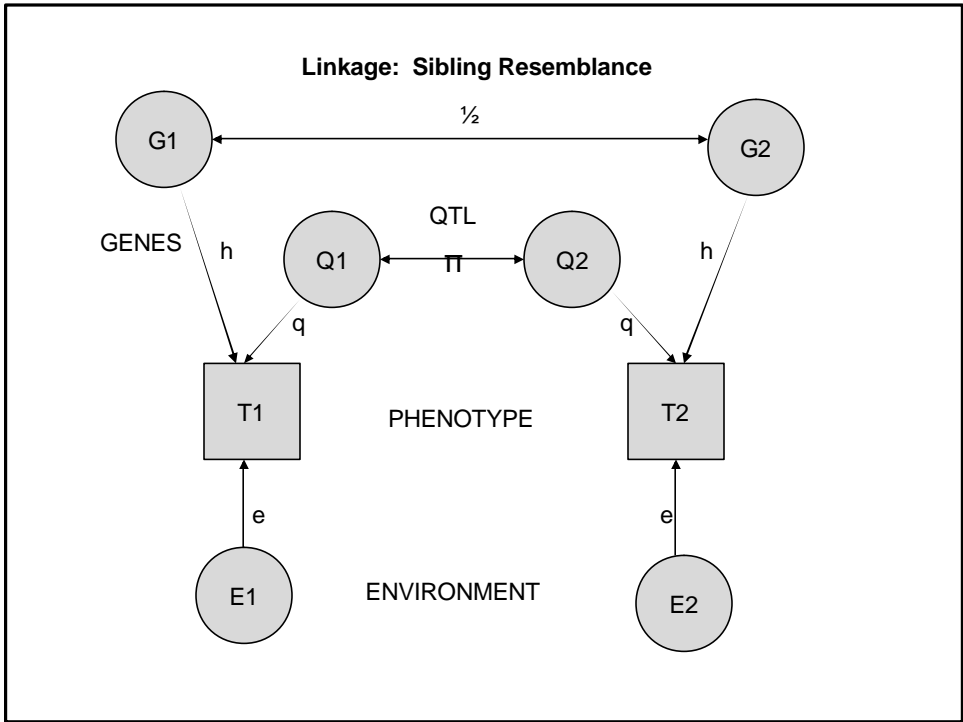 Linkage: Sibling Resemblance
½
G1
G2
QTL
GENES
h
h
Q1
π
Q2
q
q
T1
PHENOTYPE
T2
e
e
E1
ENVIRONMENT
E2